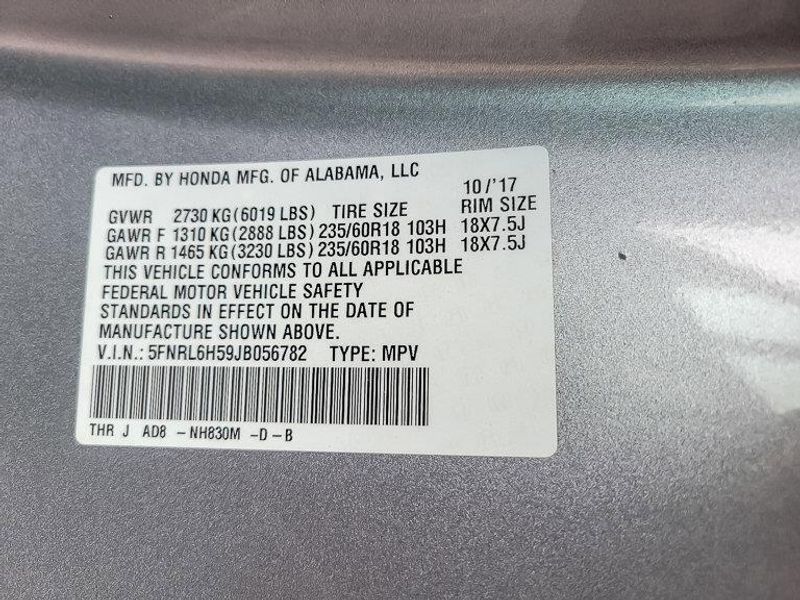 MFD. BY HONDA MFG. OF ALABAMA, LLC
10/'17
GVWR 2730 KG(6019 LBS) TIRE SIZE RIM SIZE
GAWR F 1310 KG(2888 LBS) 235/60R18 103H 18X7.5J
GAWR R 1465 KG(3230 LBS) 235/60R18 103H 18X7.5J
THIS VEHICLE CONFORMS TO ALL APPLICABLE
FEDERAL MOTOR VEHICLE SAFETY
STANDARDS IN EFFECT ON THE DATE OF
MANUFACTURE SHOWN ABOVE.
V.I.N.: 5FNRL6H59JB056782 TYPE: MPV
THR J AD8 -NH830M -D-B